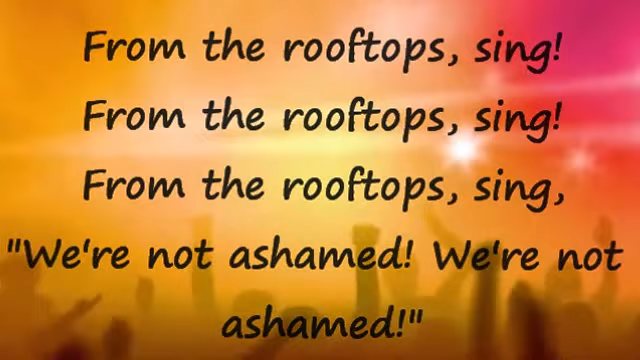 From the rooftops, sing!
From the rooftops, sing!
From the rooftops, sing,
"We're not ashamed! We're not
ashamed!"